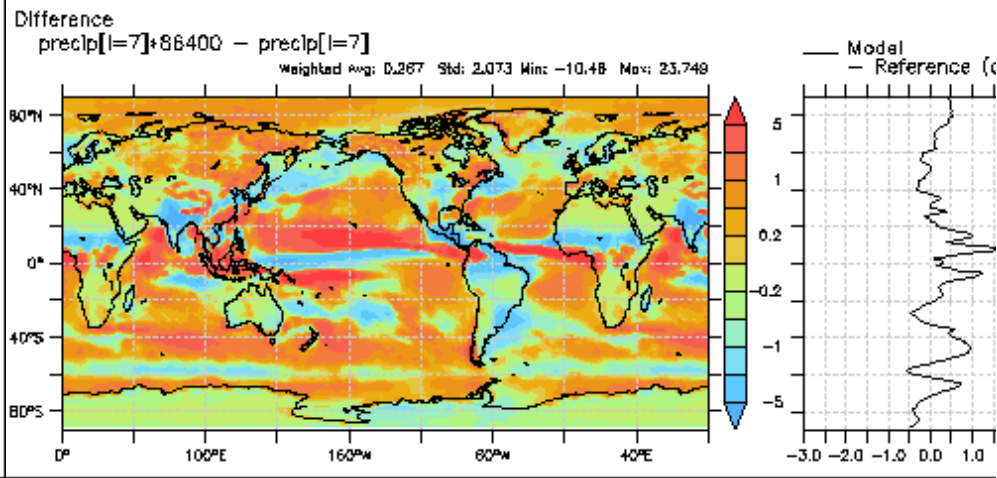 Difference
precip[l=7]*86400 – precip[l=7]
Weighted Avg: 0.267 Std: 2.073 Min: –10.48 Max: 23.749
Model
– Reference (c
80°N
40°N
0°
40°S
80°S
0° 100°E 160°W 60°W 40°E
5
1
0.2
–0.2
–1
–5
–3.0 –2.0 –1.0 0.0 1.0